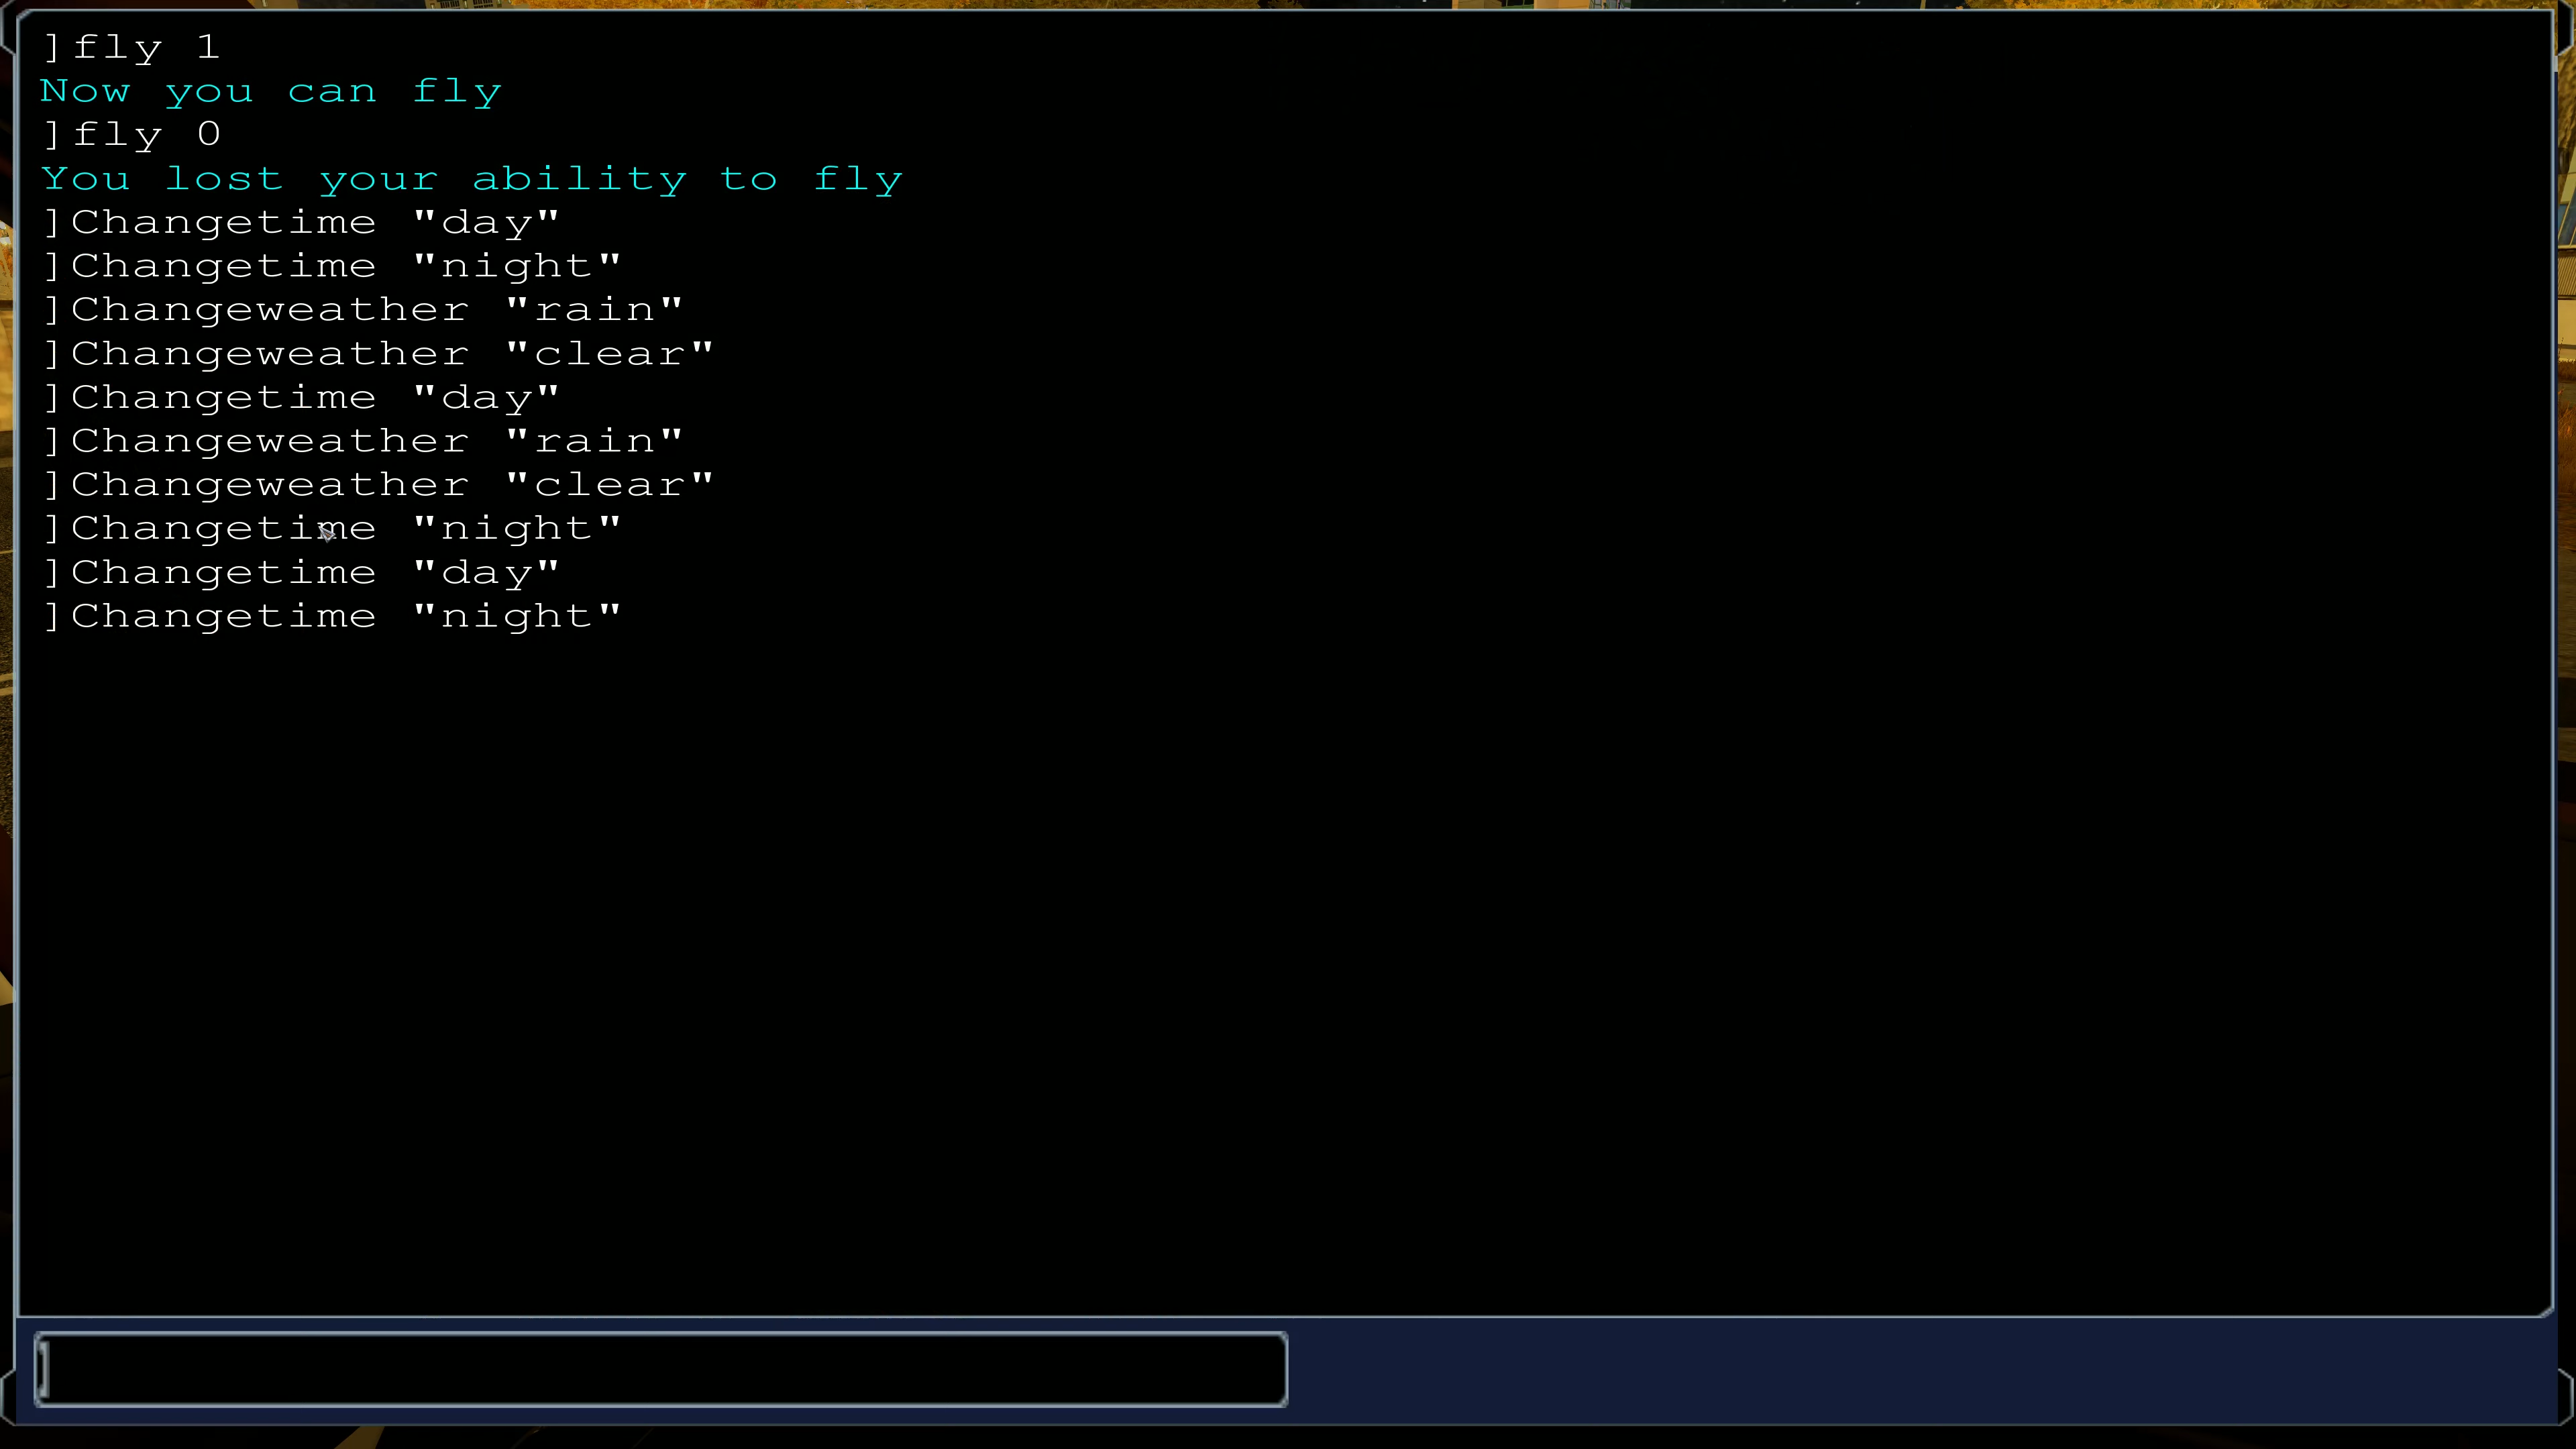 ]fly 1
Now you can fly
]fly 0
You lost your ability to fly
]Changetime "day"
]Changetime "night"
]Changeweather "rain"
]Changeweather "clear"
]Changetime "day"
]Changeweather "rain"
]Changeweather "clear"
]Changetime "night"
]Changetime "day"
]Changetime "night"